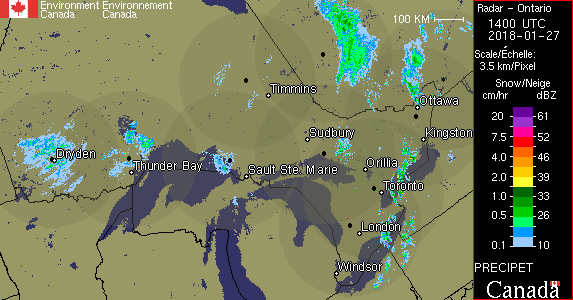 Environment Environnement
Canada Canada
100 KM
Timmins
Ottawa
Sudbury
Kingston
Dryden
Thunder Bay
Sault Ste. Marie
Orillia
Toronto
London
Windsor
Radar - Ontario
1400 UTC
2018-01-27
Scale/Échelle:
3.5 km/Pixel
Snow/Neige
cm/hr dBZ
20 61
7.5 52
4.0 46
2.0 39
1.0 33
0.5 26
0.1 10
PRECIPET
Canada